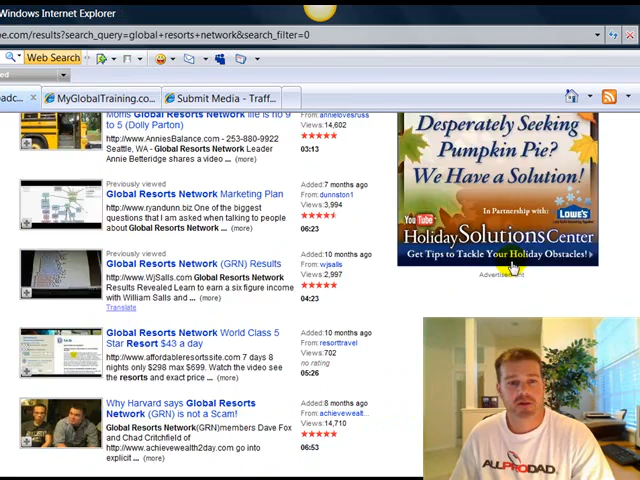 Windows Internet Explorer
be.com/results?search_query=global+resorts+network&search_filter=0
Web Search
ed
adc... x
MyGlobalTraining.co...
Submit Media - Traff...
Moms Global Resorts Network life is no 9
to 5 (Dolly Parton)
http://www.AnniesBalance.com - 253-880-9922
Seattle, WA - Global Resorts Network Leader
Annie Betteridge shares a video ... (more)
From: annielovesruss
Views: 14,602
03:13
Previously viewed
Global Resorts Network Marketing Plan
http://www.ryandunn.biz One of the biggest
questions that I am asked when talking to people
about Global Resorts Network... (more)
Added: 7 months ago
From: dunnston1
Views: 3,994
06:23
Previously viewed
Global Resorts Network (GRN) Results
http://www.WjSalls.com Global Resorts Network
Results Revealed Learn to earn a six figure income
with William Salls and ... (more)
Translate
Added: 10 months ago
From: wjsalls
Views: 2,997
04:23
Global Resorts Network World Class 5
Star Resort $43 a day
http://www.affordableresortssite.com 7 days 8
nights only $298 max $699. Watch the video see
the resorts and exact price ... (more)
Added: 10 months ago
From: resorttravel
Views: 702
no rating
05:26
Why Harvard says Global Resorts
Network (GRN) is not a Scam!
Global Resorts Network(GRN)members Dave Fox
and Chad Critchfield of
http://www.achievewealth2day.com go into
explicit ... (more)
Added: 8 months ago
From: achievewealt...
Views: 14,710
06:53
Desperately Seeking
Pumpkin Pie?
We Have a Solution!
In Partnership with:
LOWE'S
You Tube
HolidaySolutionsCenter
Get Tips to Tackle Your Holiday Obstacles!
Advertisement
ALLPRODAD